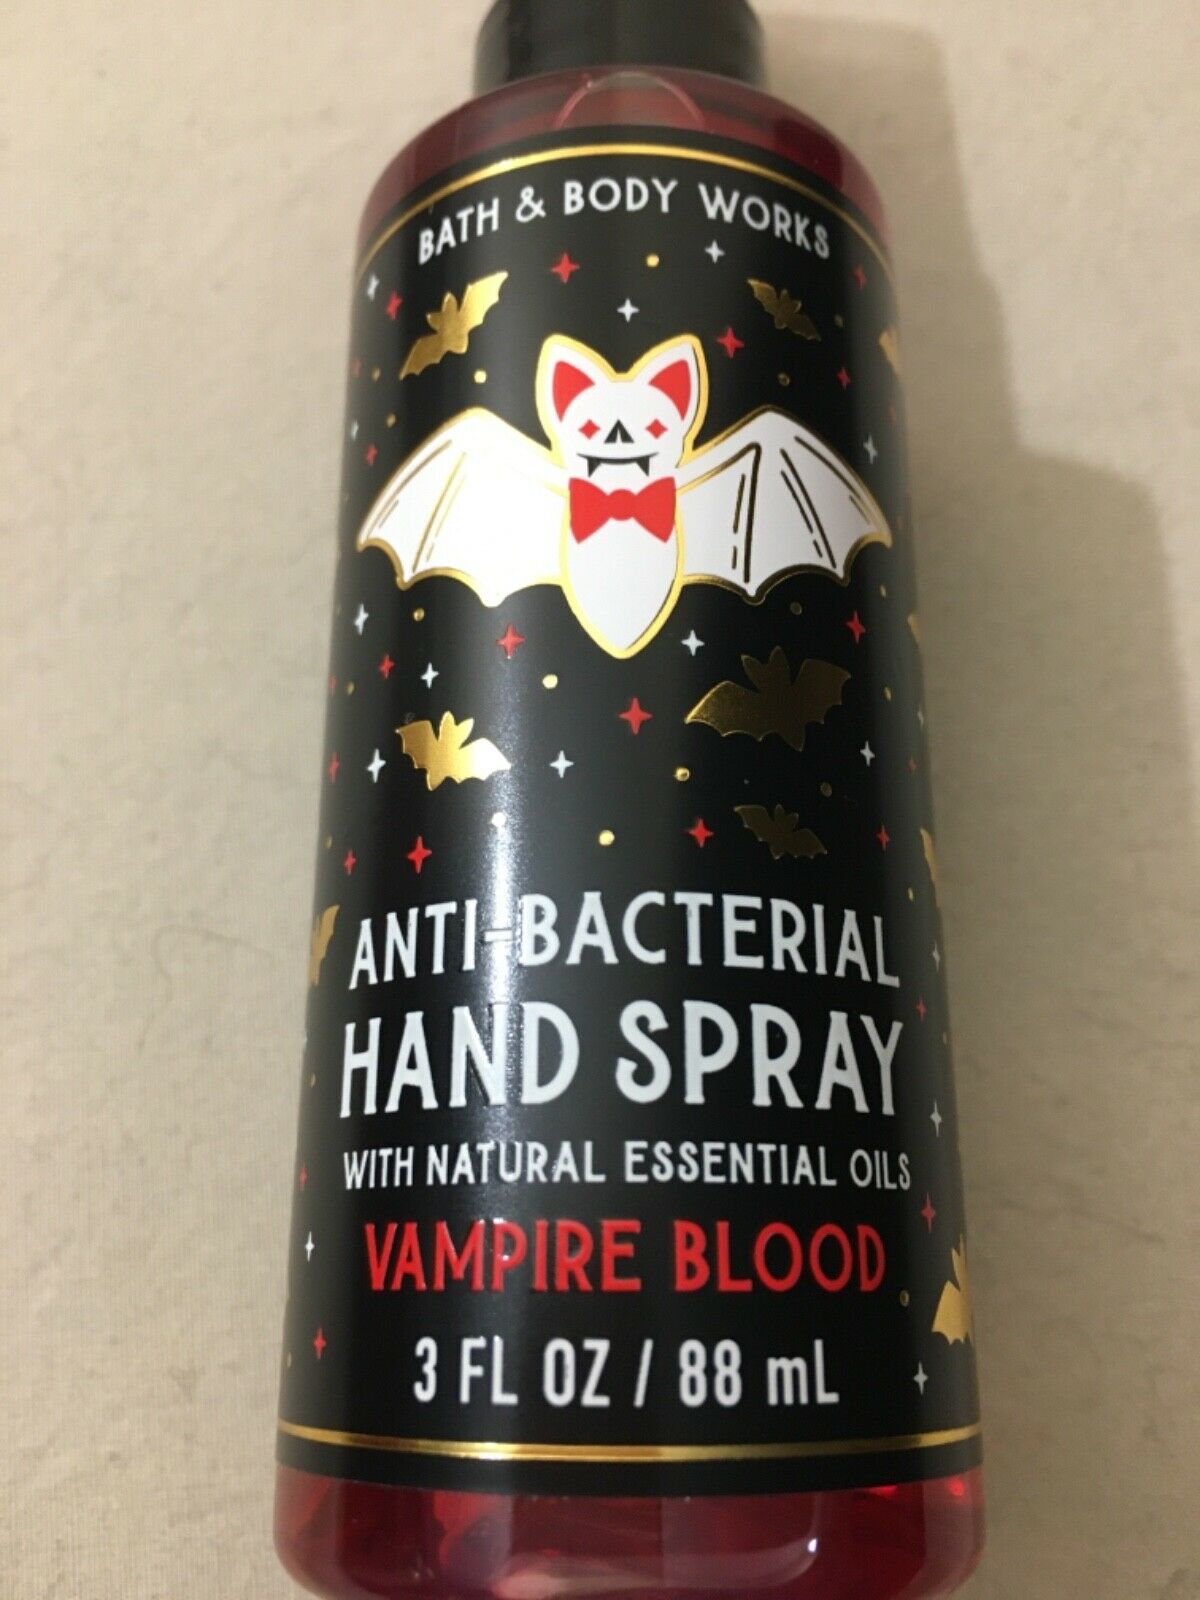 BATH & BODY WORKS
ANTI-BACTERIAL
HAND SPRAY
WITH NATURAL ESSENTIAL OILS
VAMPIRE BLOOD
3 FL OZ / 88 mL